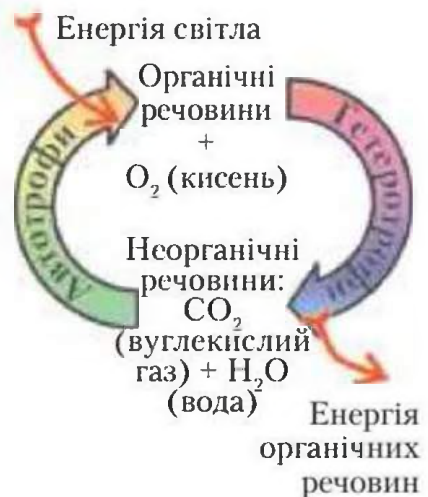 Енергія світла
Органічні
речовини
+
O₂ (кисень)
Автотрофи
Гетеротрофи
Неорганічні
речовини:
CO₂
(вуглекислий
газ) + H₂O
(вода)
Енергія
органічних
речовин